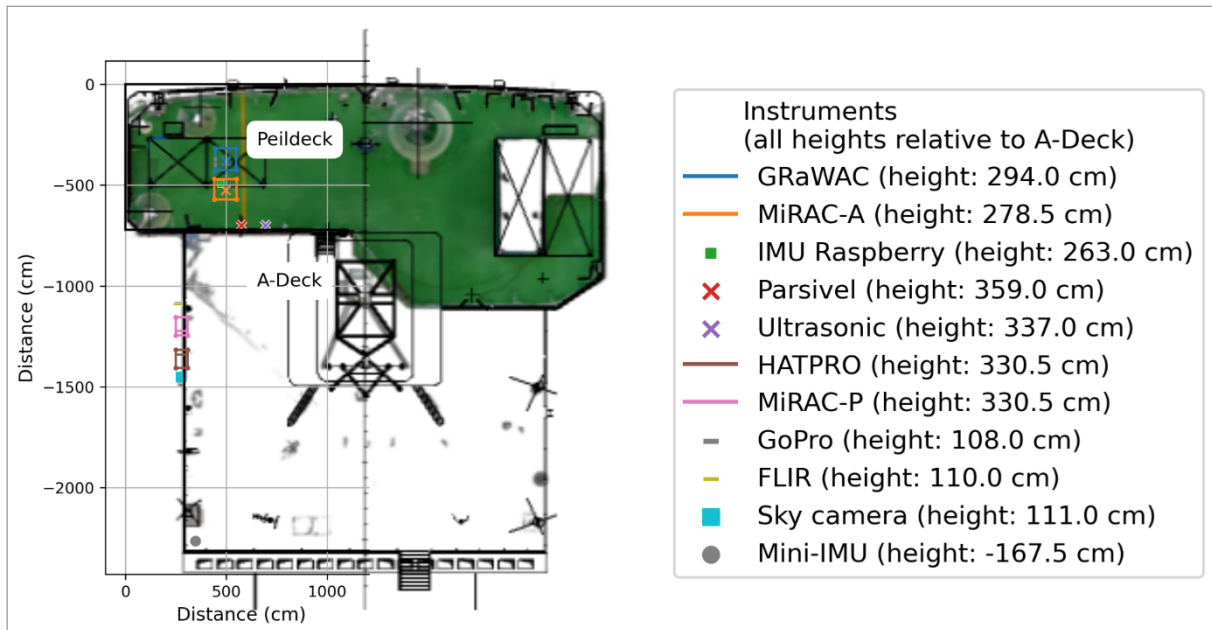 0
−500
−1000
−1500
−2000
0
500
1000
Distance (cm)
Distance (cm)
Peildeck
A-Deck
Instruments
(all heights relative to A-Deck)
GRaWAC (height: 294.0 cm)
MiRAC-A (height: 278.5 cm)
IMU Raspberry (height: 263.0 cm)
Parsivel (height: 359.0 cm)
Ultrasonic (height: 337.0 cm)
HATPRO (height: 330.5 cm)
MiRAC-P (height: 330.5 cm)
GoPro (height: 108.0 cm)
FLIR (height: 110.0 cm)
Sky camera (height: 111.0 cm)
Mini-IMU (height: -167.5 cm)